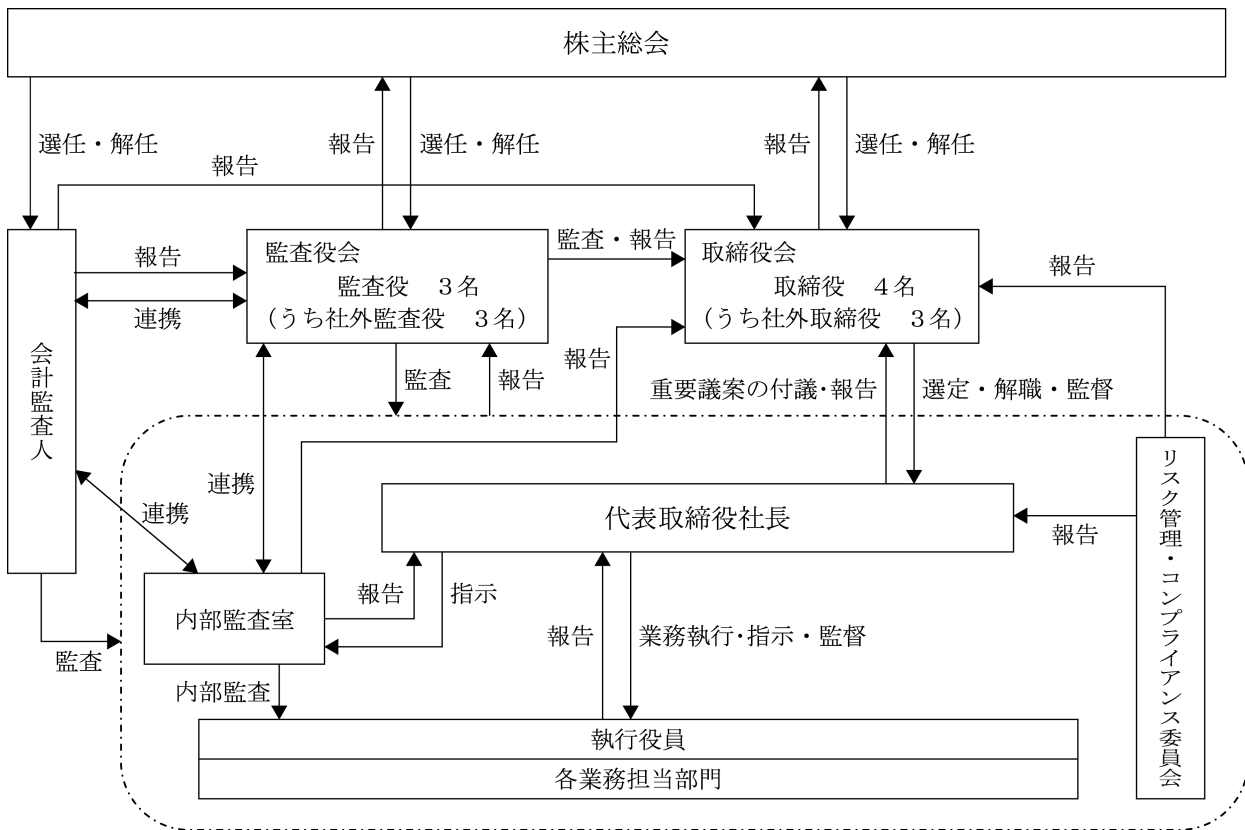 株主総会
選任・解任
報告
選任・解任
報告
選任・解任
報告
会計監査人
報告
連携
監査役会
監査役　3名
（うち社外監査役　3名）
監査・報告
取締役会
取締役　4名
（うち社外取締役　3名）
報告
監査
報告
報告
重要議案の付議・報告
選定・解職・監督
連携
連携
代表取締役社長
報告
リスク管理・コンプライアンス委員会
内部監査室
報告
指示
報告
業務執行・指示・監督
監査
内部監査
執行役員
各業務担当部門